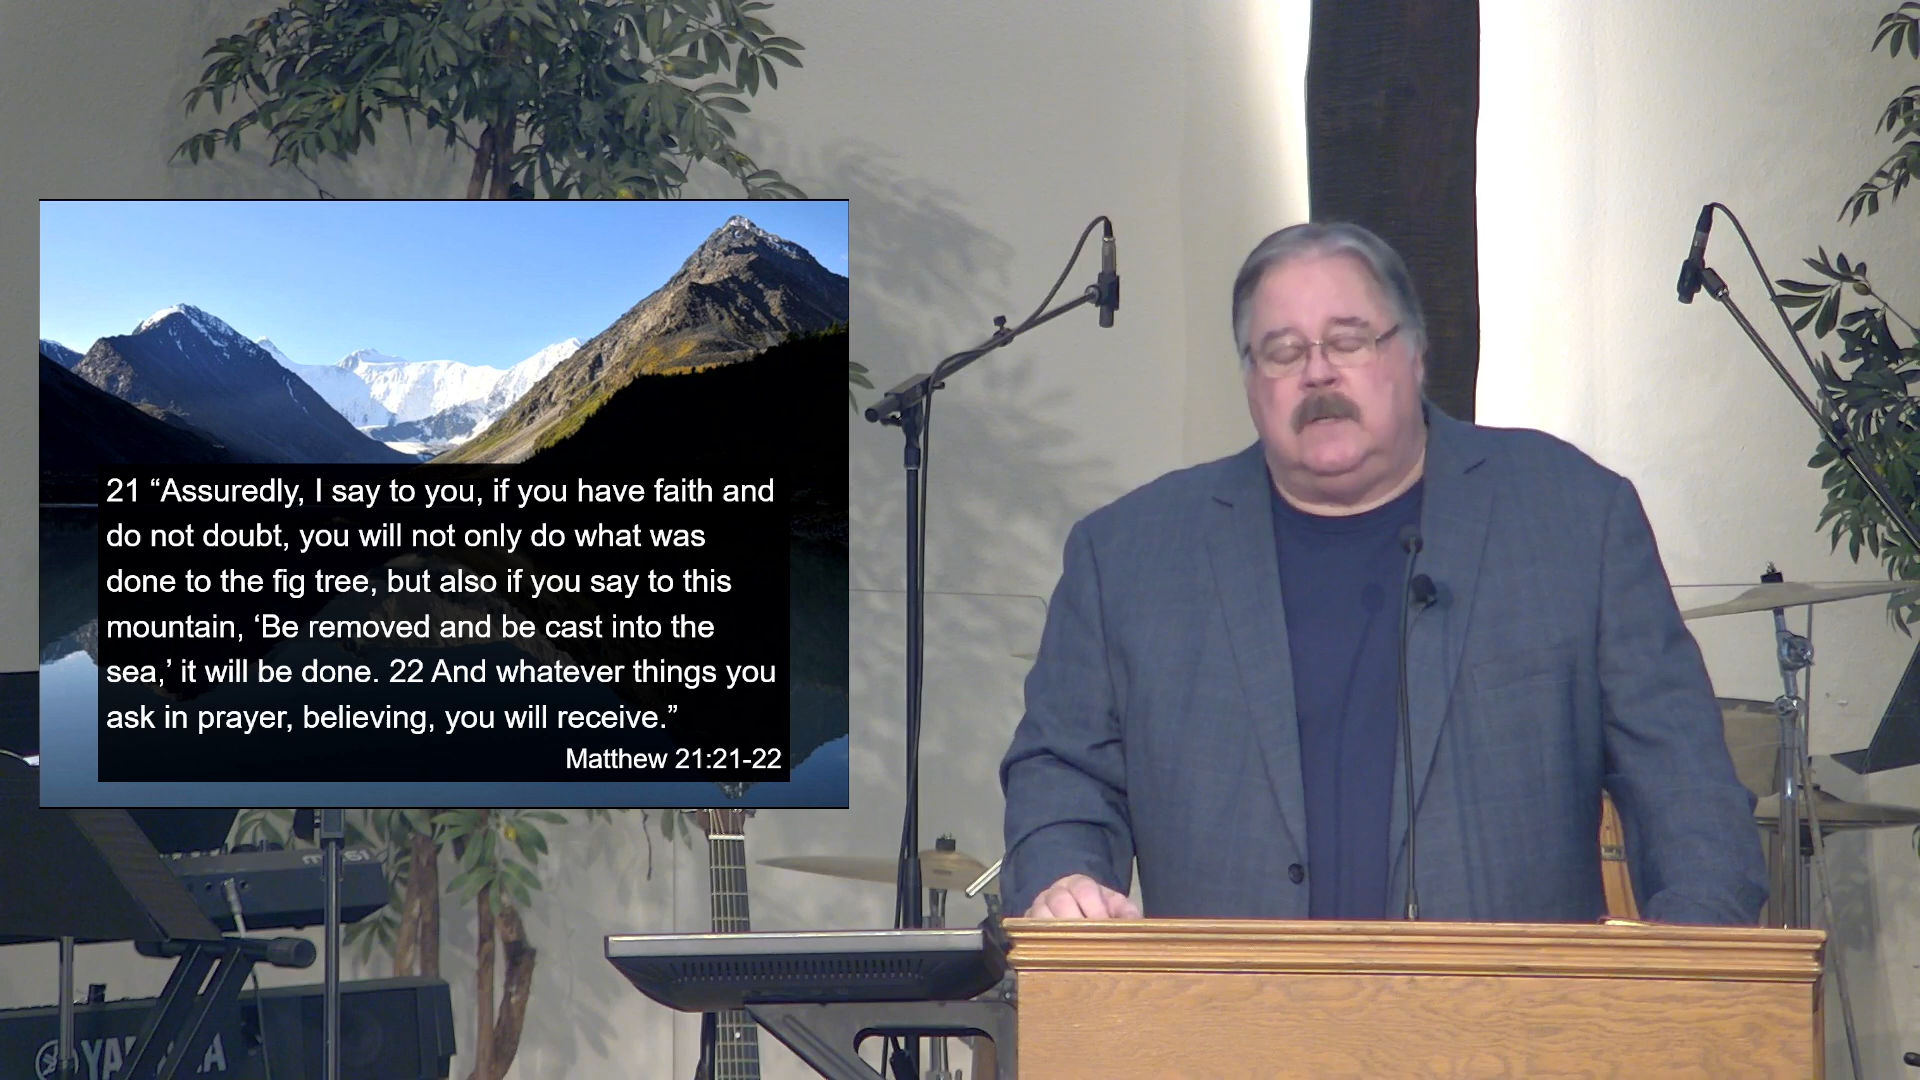 21 “Assuredly, I say to you, if you have faith and
do not doubt, you will not only do what was
done to the fig tree, but also if you say to this
mountain, ‘Be removed and be cast into the
sea,’ it will be done. 22 And whatever things you
ask in prayer, believing, you will receive.”
Matthew 21:21-22